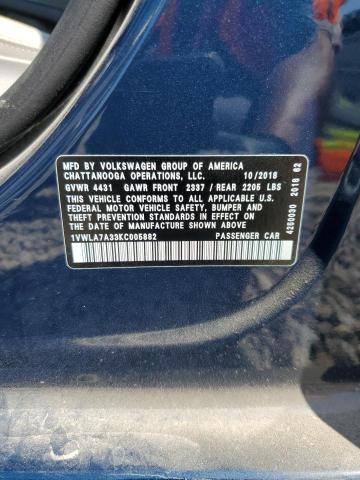 MFD BY VOLKSWAGEN GROUP OF AMERICA
CHATTANOOGA OPERATIONS, LLC. 10/2018
GVWR 4431 GAWR FRONT 2337 / REAR 2205 LBS
THIS VEHICLE CONFORMS TO ALL APPLICABLE U.S.
FEDERAL MOTOR VEHICLE SAFETY, BUMPER AND
THEFT PREVENTION STANDARDS IN EFFECT ON THE
DATE OF MANUFACTURE SHOWN ABOVE.
1VWLA7A33KC005882 PASSENGER CAR
4250030 2018 62